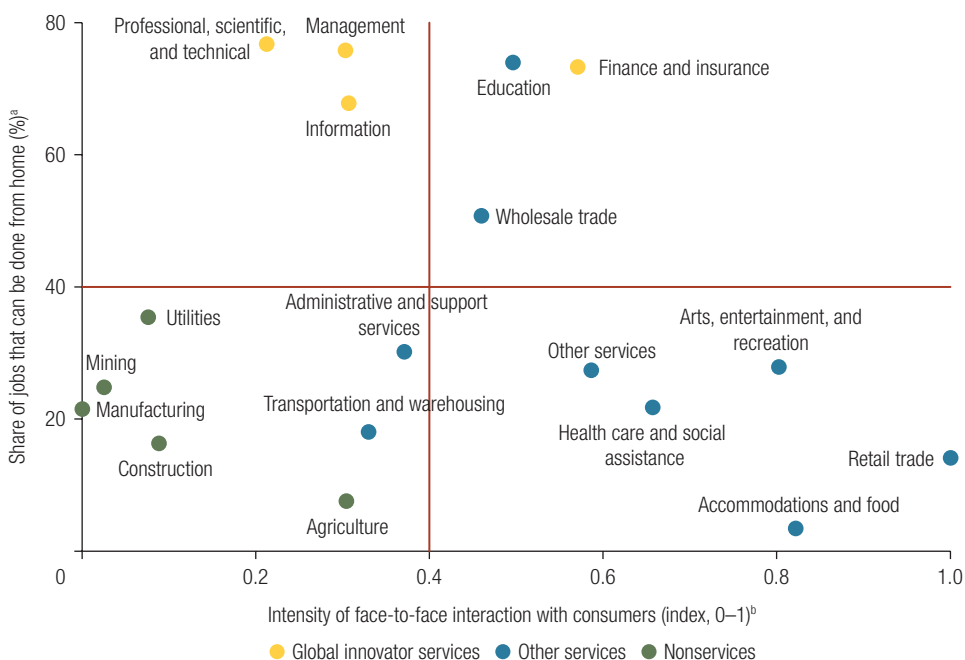 80
Professional, scientific,
and technical
Management
Education
Finance and insurance
Information
Share of jobs that can be done from home (%)ᵃ
60
Wholesale trade
40
Administrative and support
services
Utilities
Arts, entertainment, and
recreation
Other services
Mining
Manufacturing
Transportation and warehousing
20
Health care and social
assistance
Construction
Retail trade
Agriculture
Accommodations and food
0
0.2
0.4
0.6
0.8
1.0
Intensity of face-to-face interaction with consumers (index, 0–1)ᵇ
Global innovator services
Other services
Nonservices